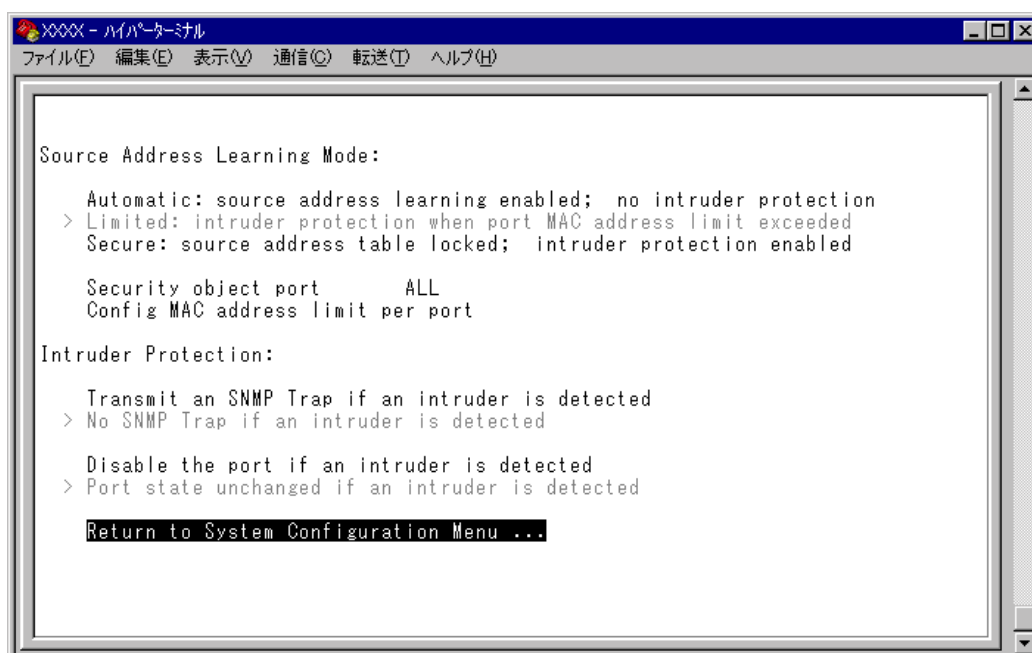 XXXX - ハイパーターミナル
ファイル(F) 編集(E) 表示(V) 通信(C) 転送(T) ヘルプ(H)
Source Address Learning Mode:
Automatic: source address learning enabled; no intruder protection
> Limited: intruder protection when port MAC address limit exceeded
Secure: source address table locked; intruder protection enabled
Security object port ALL
Config MAC address limit per port
Intruder Protection:
Transmit an SNMP Trap if an intruder is detected
> No SNMP Trap if an intruder is detected
Disable the port if an intruder is detected
> Port state unchanged if an intruder is detected
Return to System Configuration Menu ...